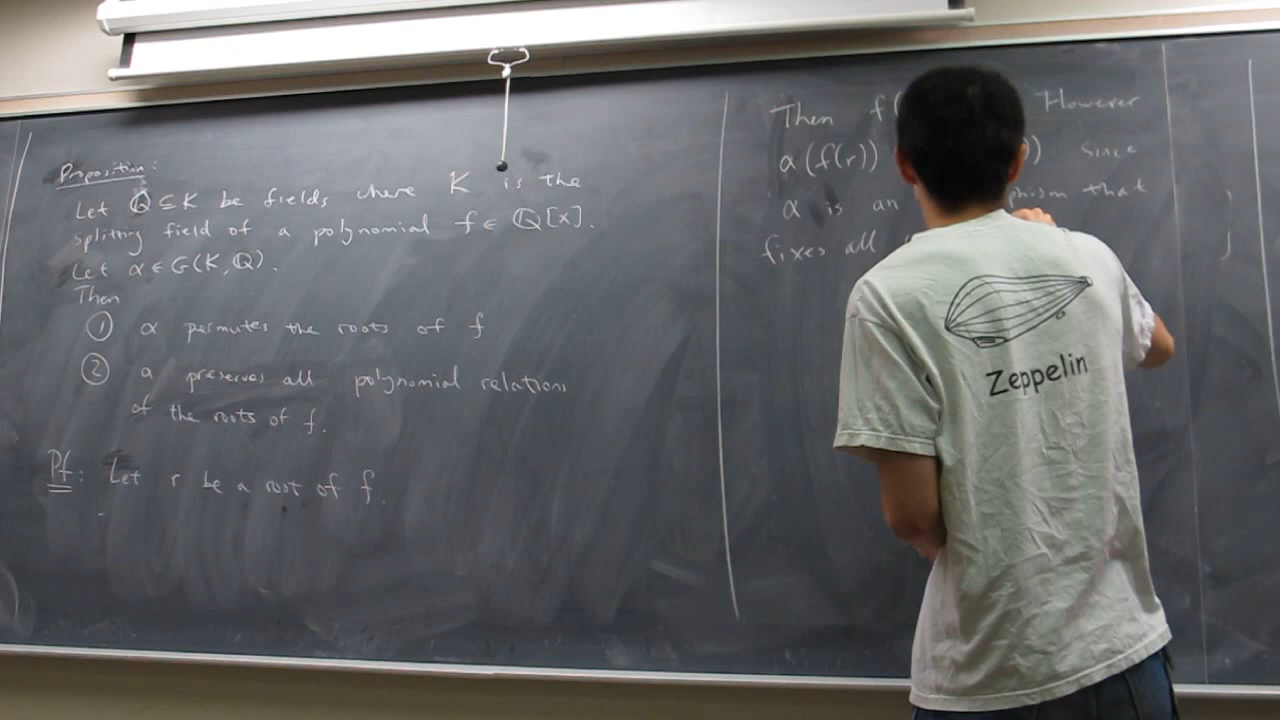 Proposition:
Let ℚ ⊆ K be fields where K is the
splitting field of a polynomial f ∈ ℚ[x].
Let α ∈ G(K, ℚ).
Then
① α permutes the roots of f
② α preserves all polynomial relations
of the roots of f.
Pf: Let r be a root of f.
Then f( However
α(f(r)) ) since
α is an phism that
fixes all
Zeppelin